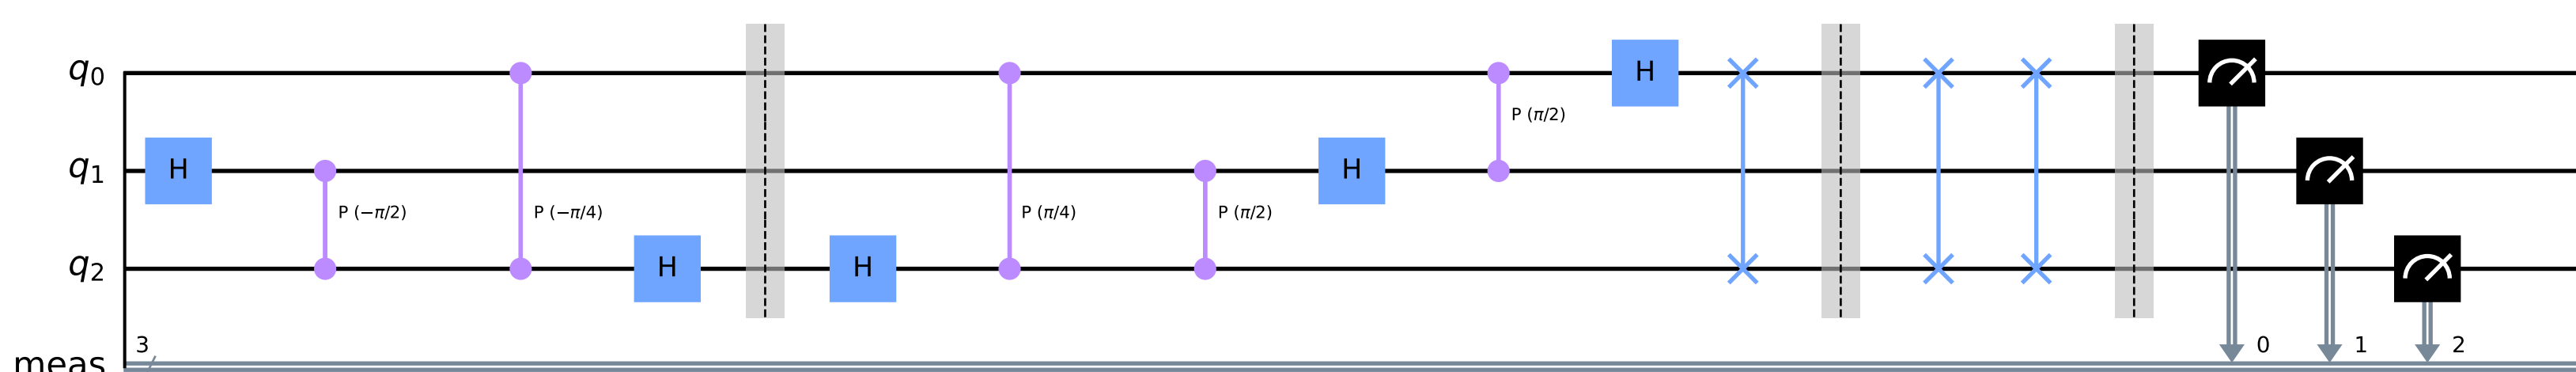 q0 H
P (π/2)
q1 H H
P (−π/2) P (−π/4) P (π/4) P (π/2)
q2 H H
3 0 1 2
meas